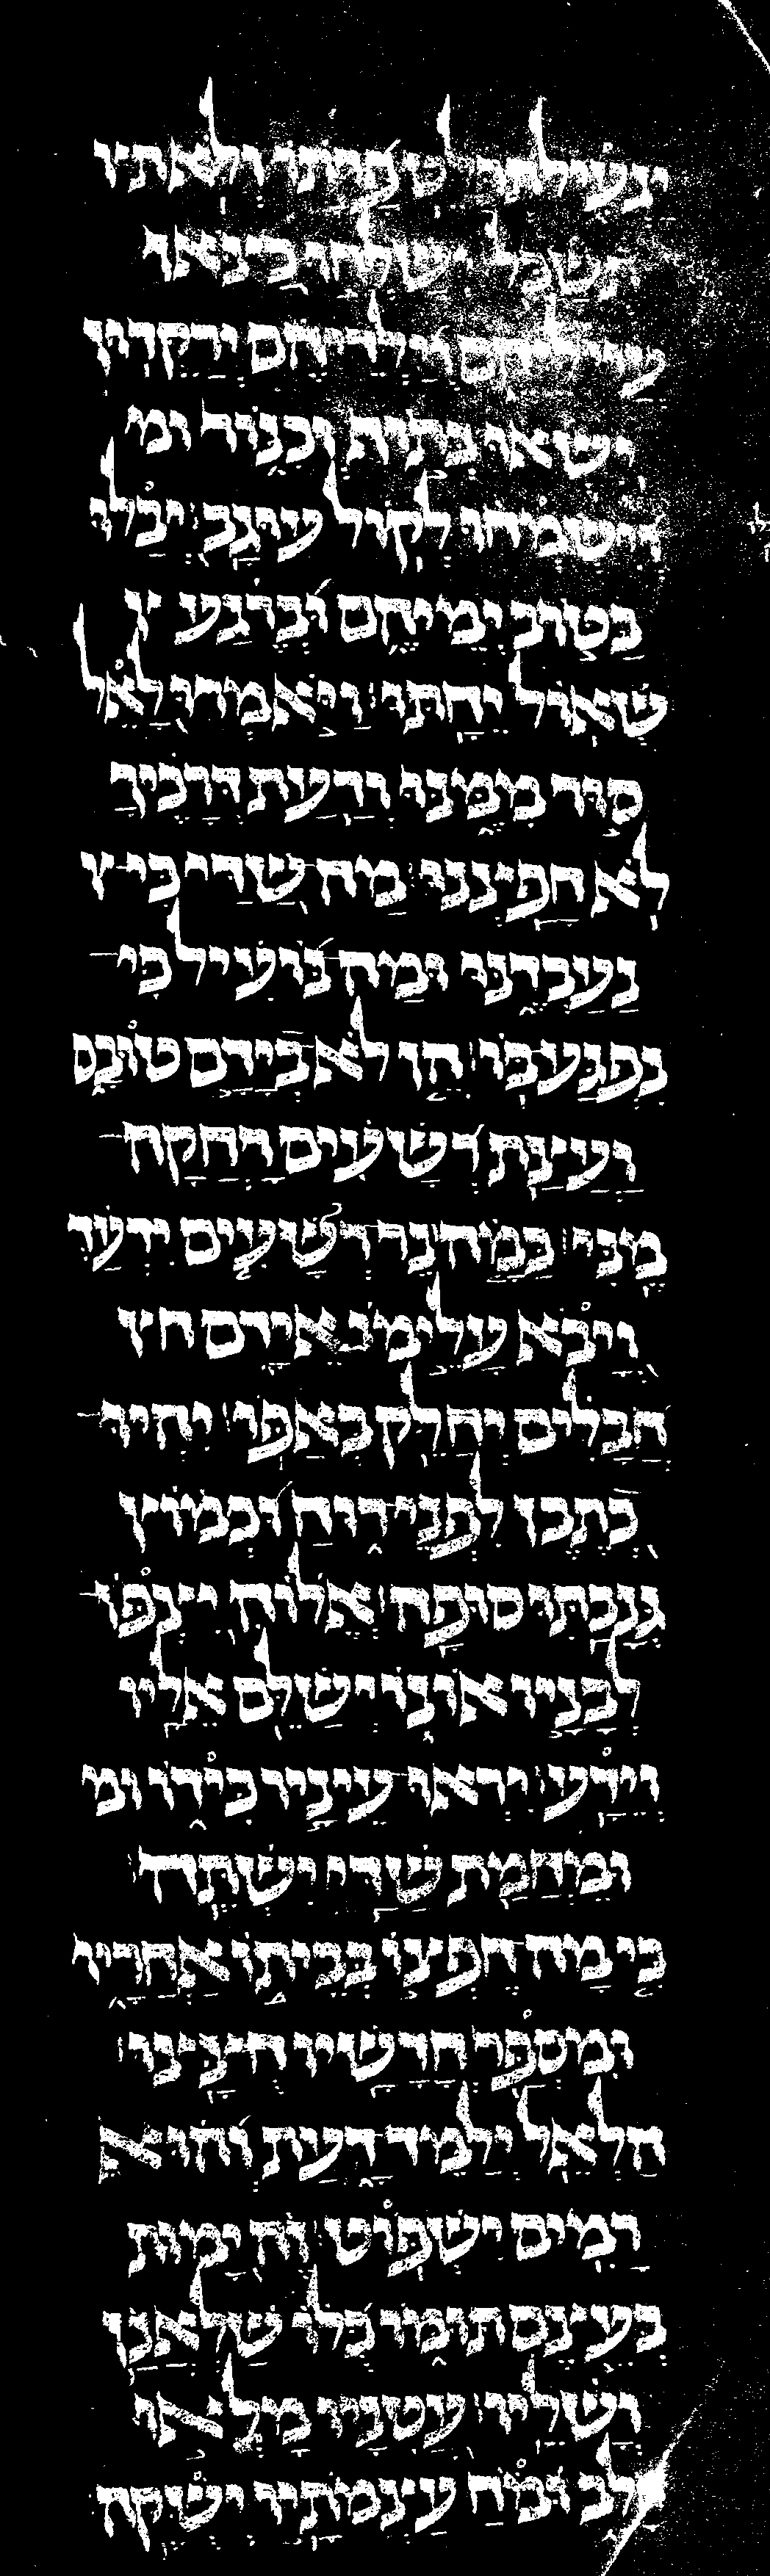 יגעיל תפלט פרתו ולא ת
תשכל ישלחו כצאן
עויליהם וילדיהם ירקדון
ישאו כתף וכנור
וישמחו לקול עוגב יבלו
בטוב ימיהם וברגע
שאול יחתו ויאמרו לאל
סור ממנו ודעת דרכיך
לא חפצנו מה שדי כי
נעבדנו ומה נועיל כי
נפגע בו הן לא בידם טובם
עצת רשעים רחקה
מני כמה נר רשעים ידעך
ויבא עלימו אידם
חבלים יחלק באפו יהיו
כתבן לפני רוח וכמוץ
גנבתו סופה אלוה יצפן
לבניו אונו ישלם אליו
וידע יראו עיניו כידו
ומחמת שדי ישתה
כי מה חפצו בביתו אחריו
ומספר חדשיו חצצו
הלאל ילמד דעת והוא
רמים ישפוט זה ימות
בעצם תומו כלו שלאנן
ושליו עטיניו מלאו
חלב ומח עצמתיו ישקה